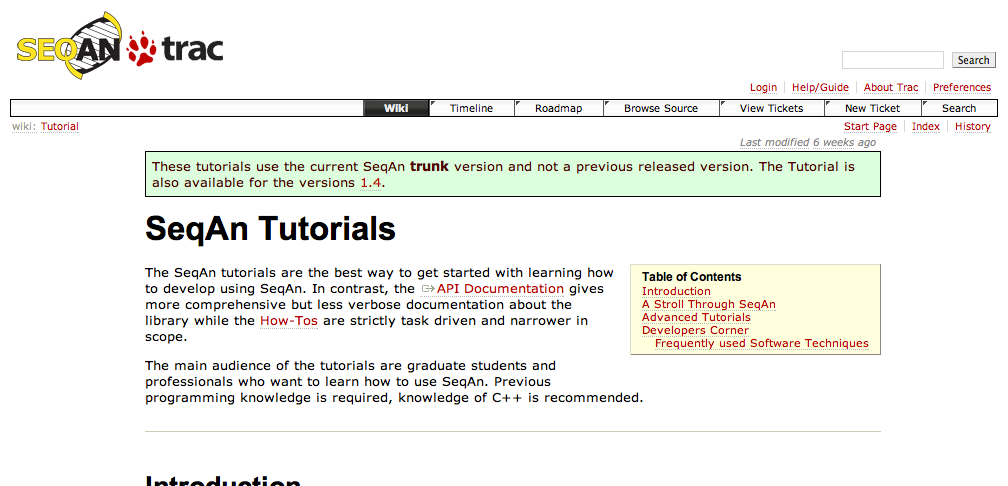 SEQAN trac
Search
Login Help/Guide About Trac Preferences
Wiki Timeline Roadmap Browse Source View Tickets New Ticket Search
wiki: Tutorial Start Page Index History
Last modified 6 weeks ago
These tutorials use the current SeqAn trunk version and not a previous released version. The Tutorial is
also available for the versions 1.4.
SeqAn Tutorials
The SeqAn tutorials are the best way to get started with learning how
to develop using SeqAn. In contrast, the API Documentation gives
more comprehensive but less verbose documentation about the
library while the How-Tos are strictly task driven and narrower in
scope.
Table of Contents
Introduction
A Stroll Through SeqAn
Advanced Tutorials
Developers Corner
Frequently used Software Techniques
The main audience of the tutorials are graduate students and
professionals who want to learn how to use SeqAn. Previous
programming knowledge is required, knowledge of C++ is recommended.
Introduction